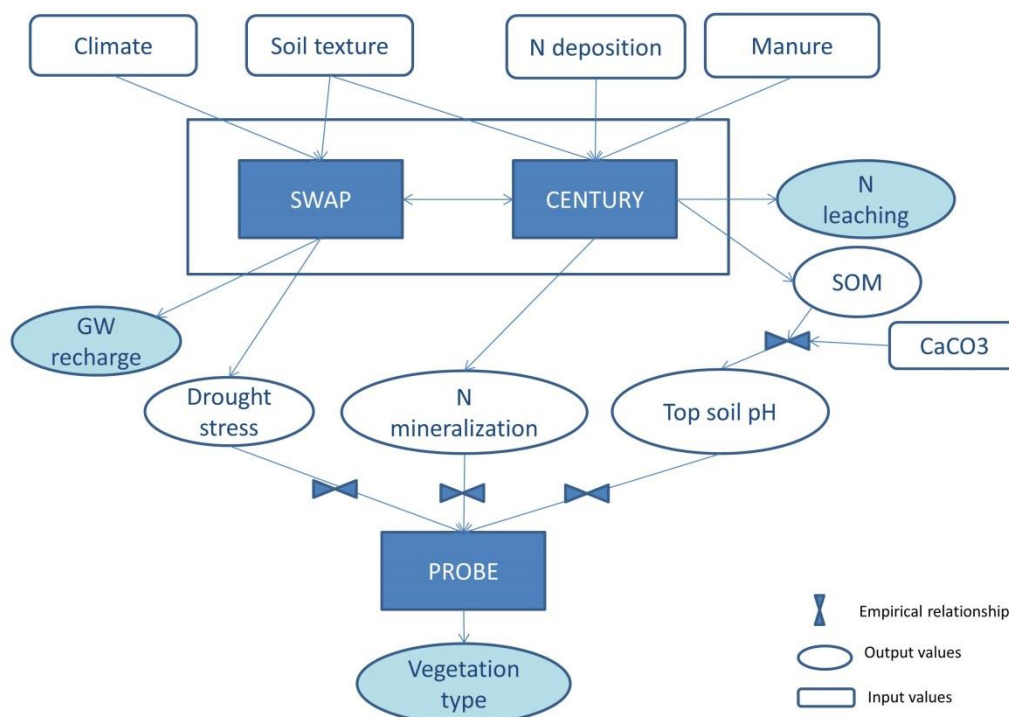 Climate
Soil texture
N deposition
Manure
SWAP
CENTURY
N
leaching
SOM
GW
recharge
CaCO3
Drought
stress
N
mineralization
Top soil pH
PROBE
Vegetation
type
Empirical relationship
Output values
Input values